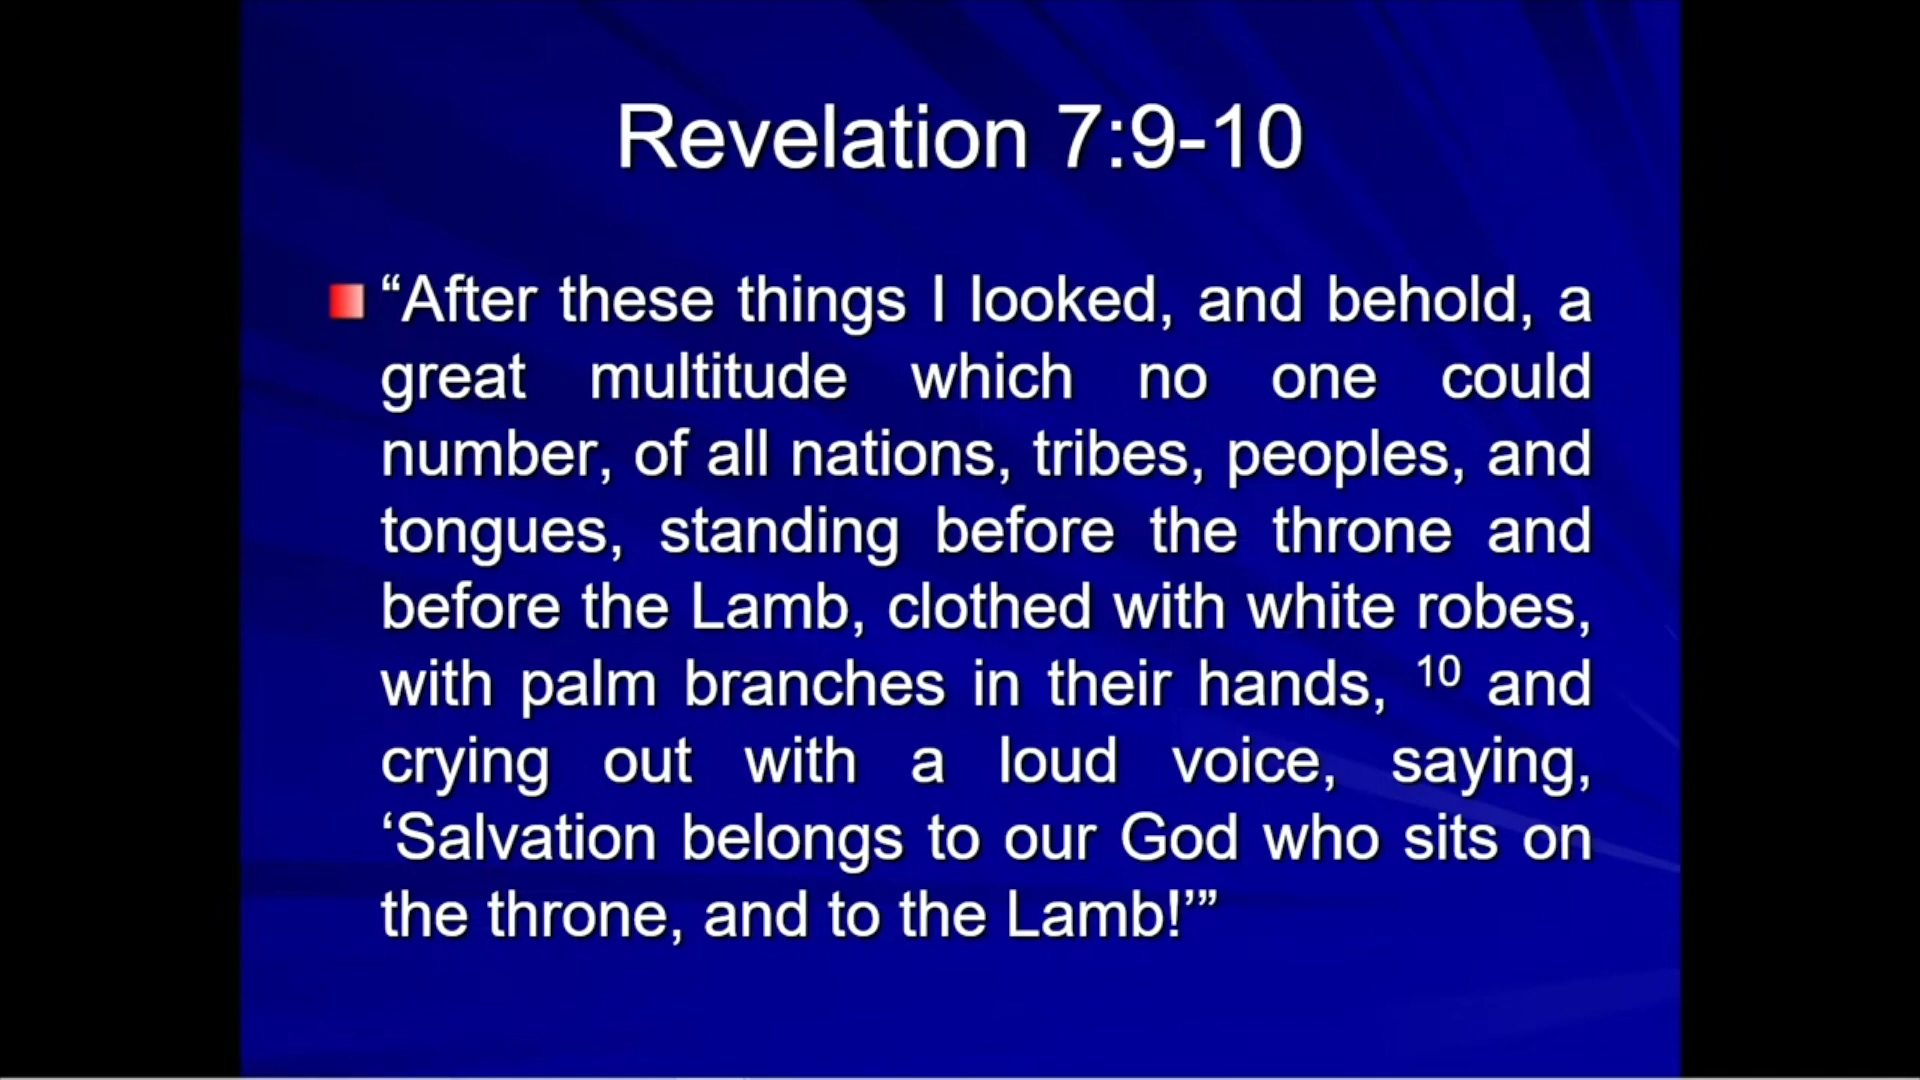 Revelation 7:9-10
“After these things I looked, and behold, a
great multitude which no one could
number, of all nations, tribes, peoples, and
tongues, standing before the throne and
before the Lamb, clothed with white robes,
with palm branches in their hands, 10 and
crying out with a loud voice, saying,
‘Salvation belongs to our God who sits on
the throne, and to the Lamb!’”